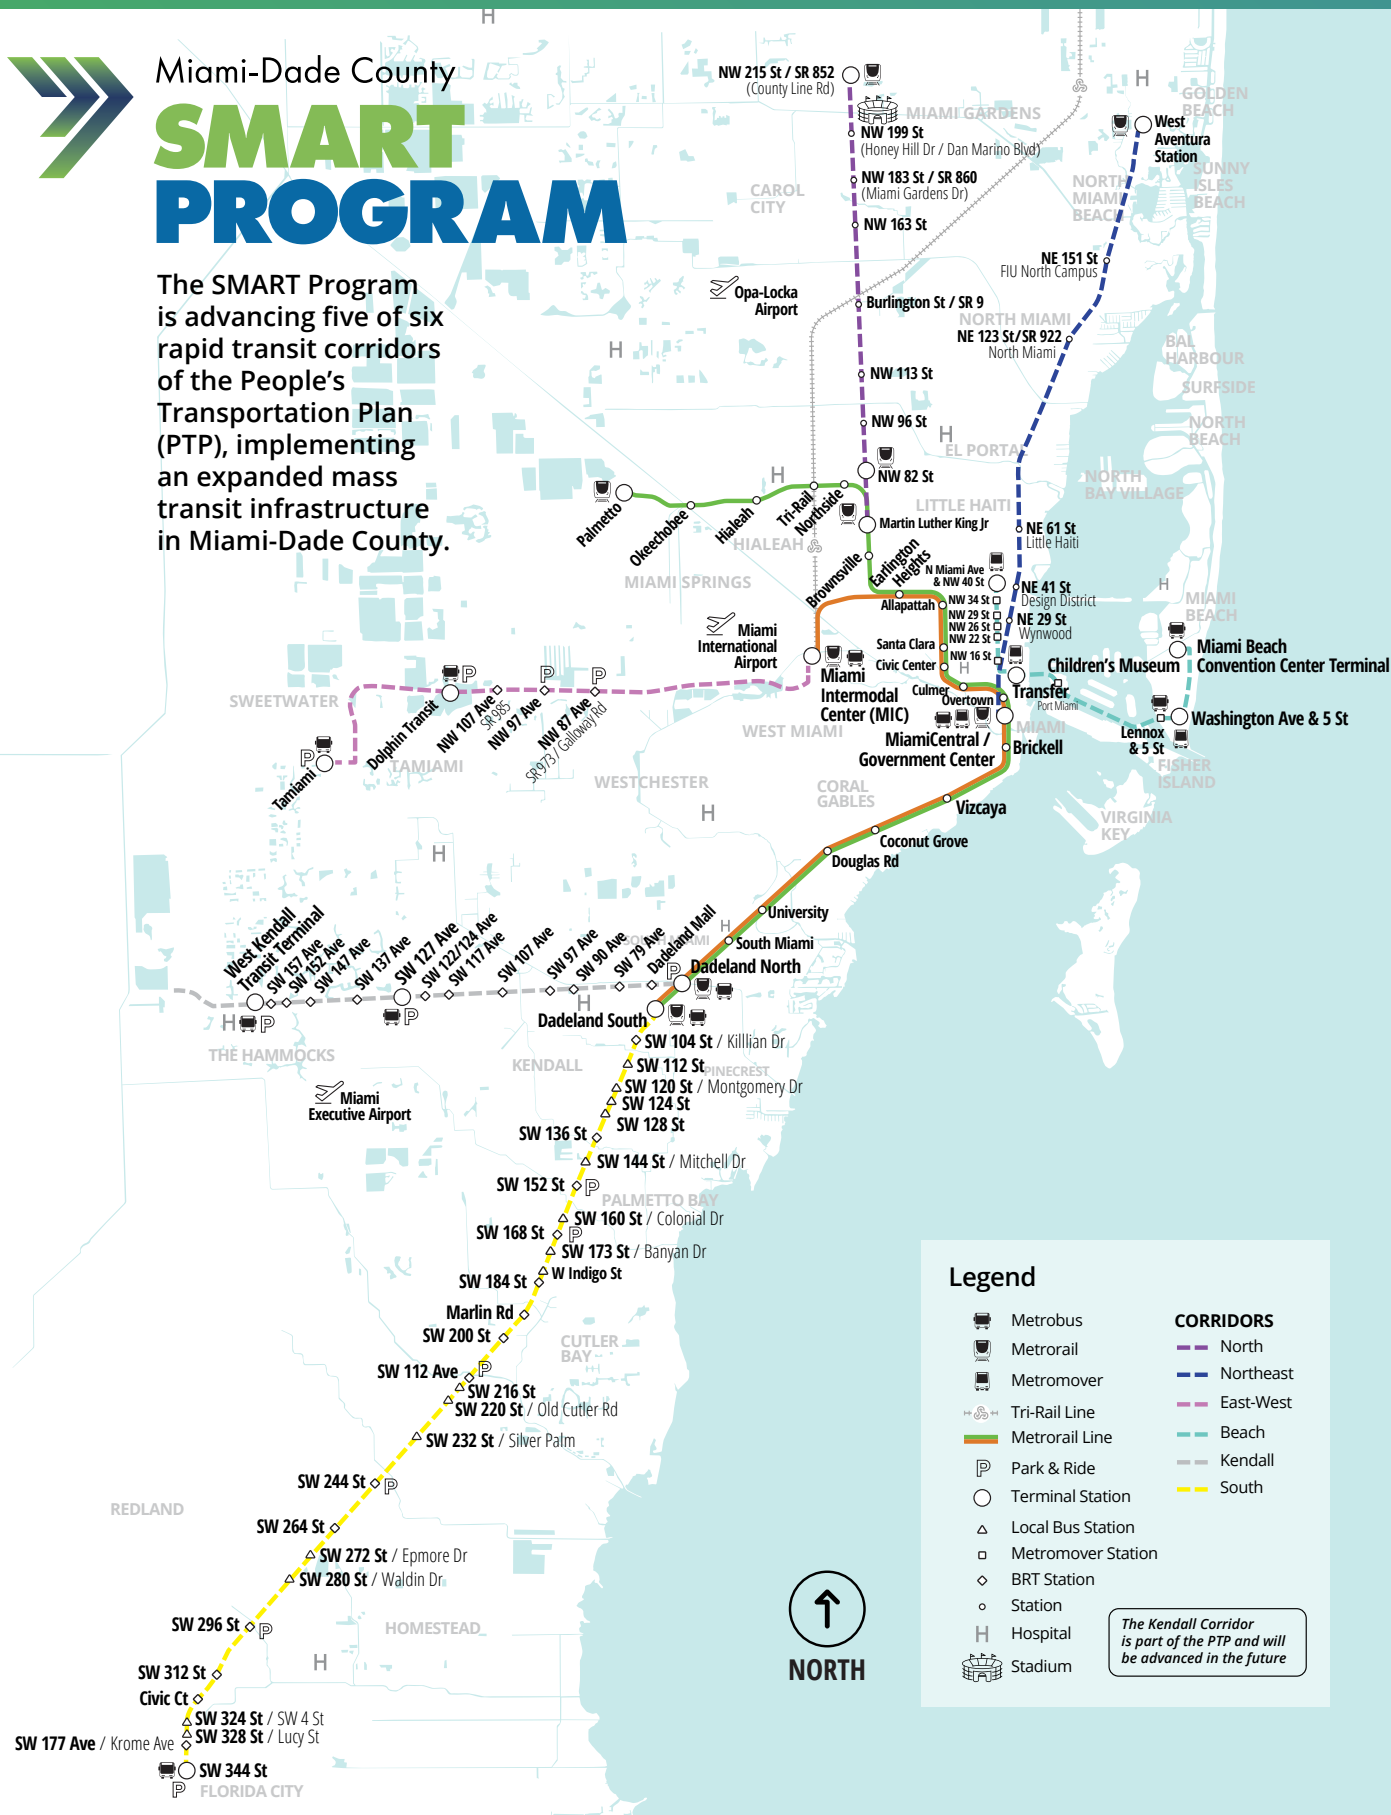 Miami-Dade County
SMART
PROGRAM
The SMART Program
is advancing five of six
rapid transit corridors
of the People's
Transportation Plan
(PTP), implementing
an expanded mass
transit infrastructure
in Miami-Dade County.
H
NW 215 St / SR 852
(County Line Rd)
MIAMI GARDENS
NW 199 St
(Honey Hill Dr / Dan Marino Blvd)
NW 183 St / SR 860
(Miami Gardens Dr)
CAROL
CITY
NW 163 St
Opa-Locka
Airport
Burlington St / SR 9
NW 113 St
NW 96 St
NW 82 St
H
GOLDEN
BEACH
West
Aventura
Station
SUNNY
ISLES
BEACH
NORTH
MIAMI
BEACH
NE 151 St
FIU North Campus
NORTH MIAMI
NE 123 St/SR 922
North Miami
BAL
HARBOUR
SURFSIDE
NORTH
BEACH
H
H
EL PORTAL
NORTH
BAY VILLAGE
LITTLE HAITI
H
Palmetto
Okeechobee
Hialeah
Tri-Rail
Northside
Martin Luther King Jr
HIALEAH
MIAMI SPRINGS
Brownsville
Earlington
Heights
Allapattah
Santa Clara
Civic Center
H
Culmer
Overtown
N Miami Ave
& NW 40 St
NW 34 St
NW 29 St
NW 26 St
NW 22 St
NW 16 St
NE 61 St
Little Haiti
NE 41 St
Design District
NE 29 St
Wynwood
H
MIAMI
BEACH
Children's Museum
Miami Beach
Convention Center Terminal
Transfer
Port Miami
Washington Ave & 5 St
Lennox
& 5 St
FISHER
ISLAND
VIRGINIA
KEY
Miami
International
Airport
Miami
Intermodal
Center (MIC)
MIAMI
MiamiCentral /
Government Center
Brickell
Vizcaya
Coconut Grove
Douglas Rd
University
South Miami
Dadeland North
Dadeland South
SWEETWATER
P
P
P
P
Tamiami
Dolphin Transit
NW 107 Ave
SR 985
NW 97 Ave
NW 87 Ave
SR 973 / Galloway Rd
TAMIAMI
WEST MIAMI
WESTCHESTER
CORAL
GABLES
H
H
H
SOUTH MIAMI
West Kendall
Transit Terminal
SW 157 Ave
SW 152 Ave
SW 147 Ave
SW 137 Ave
SW 127 Ave
SW 122/124 Ave
SW 117 Ave
SW 107 Ave
SW 97 Ave
SW 90 Ave
SW 79 Ave
Dadeland Mall
P
H
H P
P
THE HAMMOCKS
KENDALL
PINECREST
Miami
Executive Airport
SW 104 St / Killlian Dr
SW 112 St
SW 120 St / Montgomery Dr
SW 124 St
SW 128 St
SW 136 St
SW 144 St / Mitchell Dr
SW 152 St P
PALMETTO BAY
SW 160 St / Colonial Dr
SW 168 St P
SW 173 St / Banyan Dr
W Indigo St
SW 184 St
Marlin Rd
SW 200 St
CUTLER
BAY
SW 112 Ave P
SW 216 St
SW 220 St / Old Cutler Rd
SW 232 St / Silver Palm
SW 244 St P
REDLAND
SW 264 St
SW 272 St / Epmore Dr
SW 280 St / Waldin Dr
SW 296 St P
HOMESTEAD
H
SW 312 St
Civic Ct
SW 324 St / SW 4 St
SW 328 St / Lucy St
SW 177 Ave / Krome Ave
SW 344 St
P
FLORIDA CITY
NORTH
Legend
Metrobus
Metrorail
Metromover
Tri-Rail Line
Metrorail Line
P Park & Ride
Terminal Station
Local Bus Station
Metromover Station
BRT Station
Station
H Hospital
Stadium
CORRIDORS
North
Northeast
East-West
Beach
Kendall
South
The Kendall Corridor
is part of the PTP and will
be advanced in the future